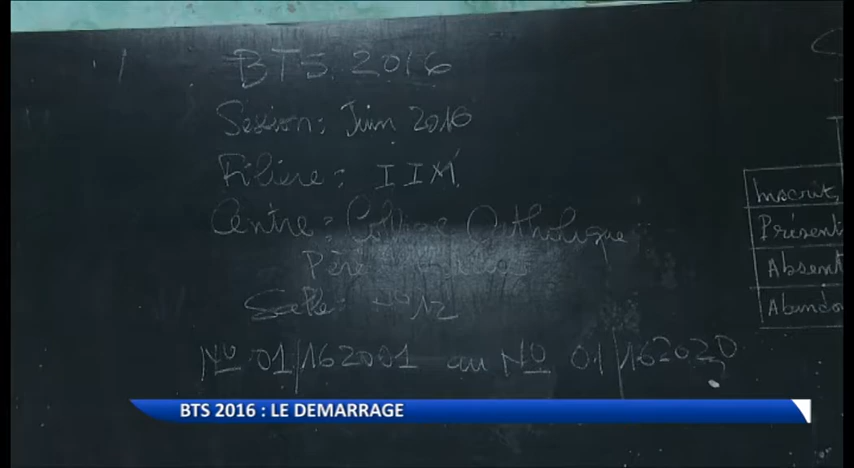 BTS 2016
Session: Juin 2016
Filière: IIM
Centre: Collège Catholique
Père
Salle: N° 12
N° 01/162001 au N° 01/162020
Inscrit
Présent
Absent
Abando
BTS 2016 : LE DEMARRAGE